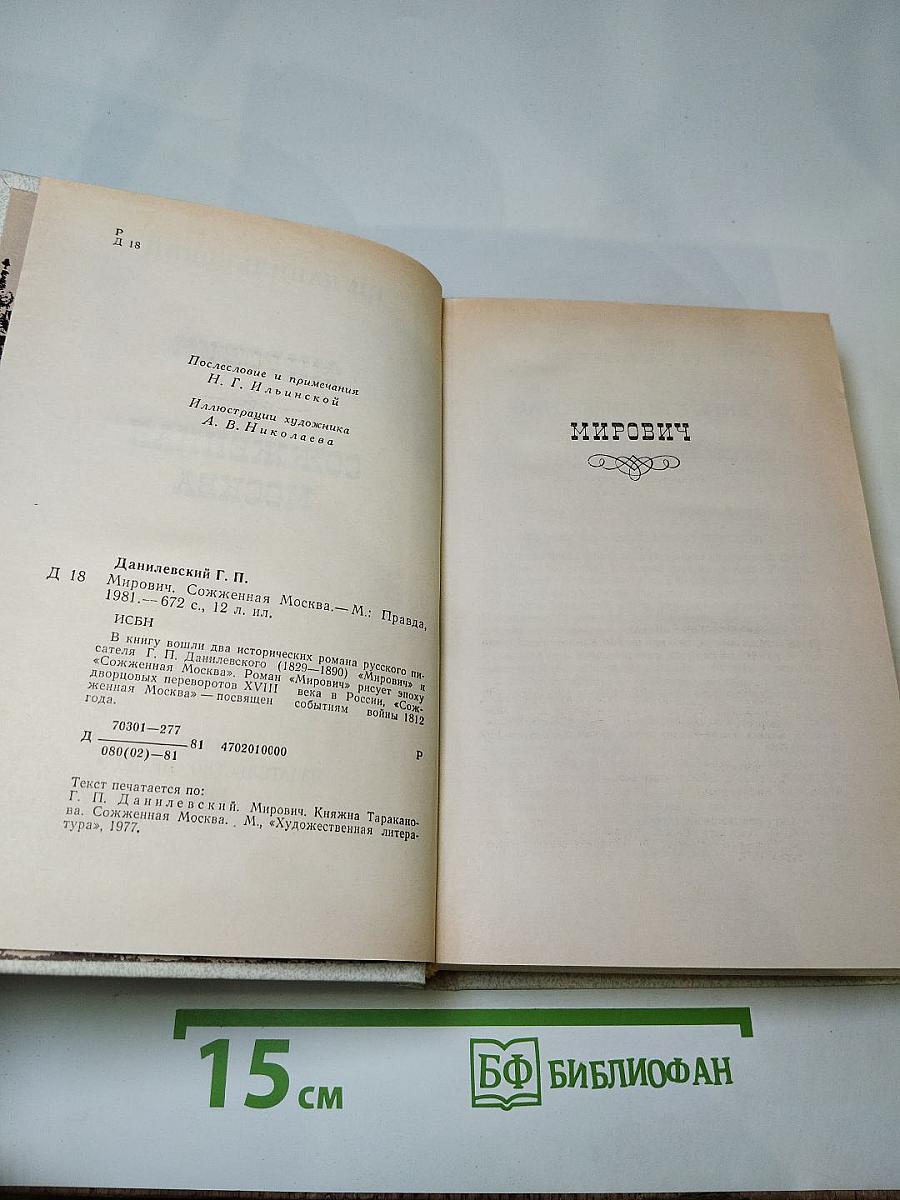 Р
Д 18
Послесловие и примечания
Н. Г. Ильинской
Иллюстрации художника
А. В. Николаева
Данилевский Г. П.
Д 18 Мирович. Сожженная Москва.— М.: Правда,
1981.— 672 с., 12 л. ил.
ИСБН
В книгу вошли два исторических романа русского пи-
сателя Г. П. Данилевского (1829—1890) «Мирович» и
«Сожженная Москва». Роман «Мирович» рисует эпоху
дворцовых переворотов XVIII века в России, «Сож-
женная Москва» — посвящен событиям войны 1812
года.
70301—277
Д 81 4702010000 Р
080(02)—81
Текст печатается по:
Г. П. Данилевский. Мирович. Княжна Таракано-
ва. Сожженная Москва. . М., «Художественная литера-
тура», 1977.
МИРОВИЧ
15 см
БФ БИБЛИОФАН